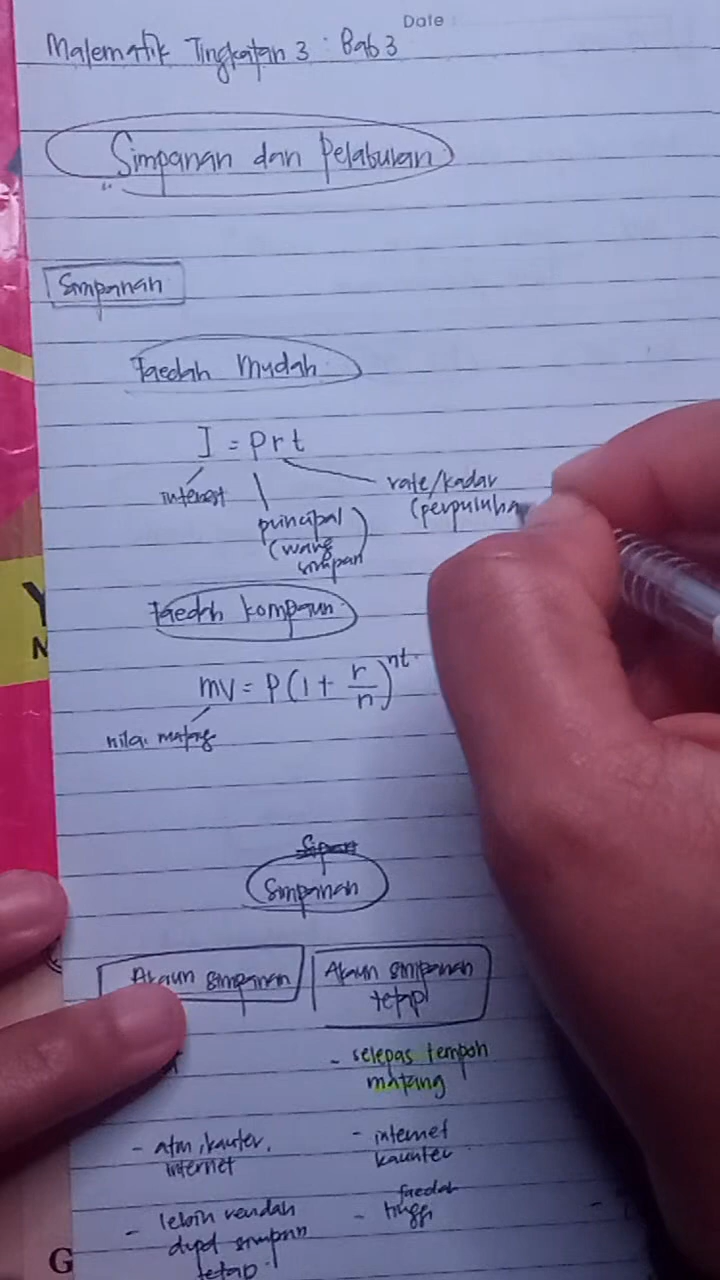 Date
Matematik Tingkatan 3 : Bab 3
Simpanan dan Pelaburan
Simpanan
Faedah Mudah
I = Prt
interest
rate/kadar
(perpuluha
principal
(wang
simpan
Faedah kompaun
mv = P(1 + r/n)^nt
nilai matang
Simpanan
Akaun simpanan
Akaun simpanan
tetap
- selepas tempoh
matang
- atm, kaunter,
internet
- internet
kaunter
- faedah
tinggi
- lebih rendah
drpd simpanan
tetap
Y
N
G